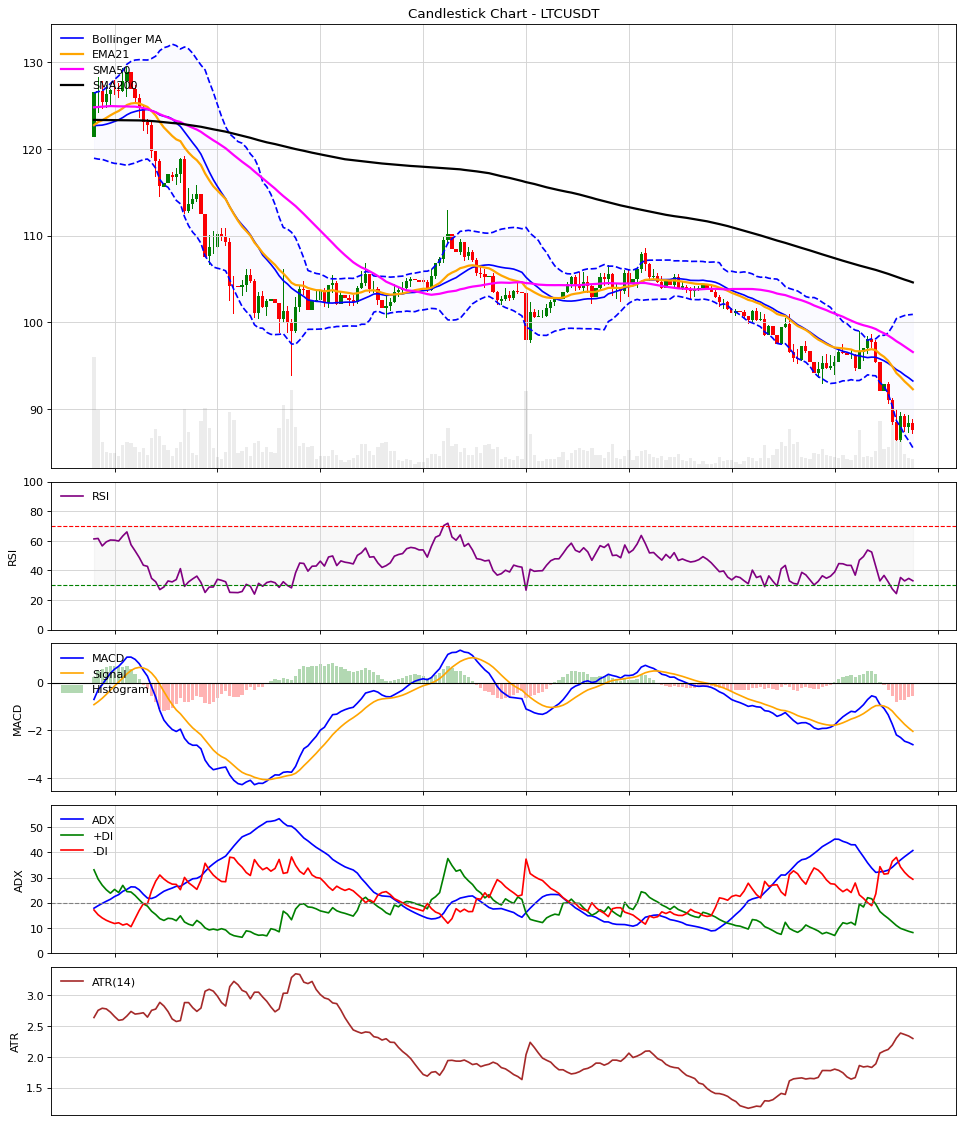 Candlestick Chart - LTCUSDT
Bollinger MA
EMA21
SMA50
SMA200
130
120
110
100
90
RSI
100
80
60
40
20
0
RSI
MACD
Signal
Histogram
0
−2
−4
MACD
ADX
+DI
-DI
50
40
30
20
10
0
ADX
ATR(14)
3.0
2.5
2.0
1.5
ATR